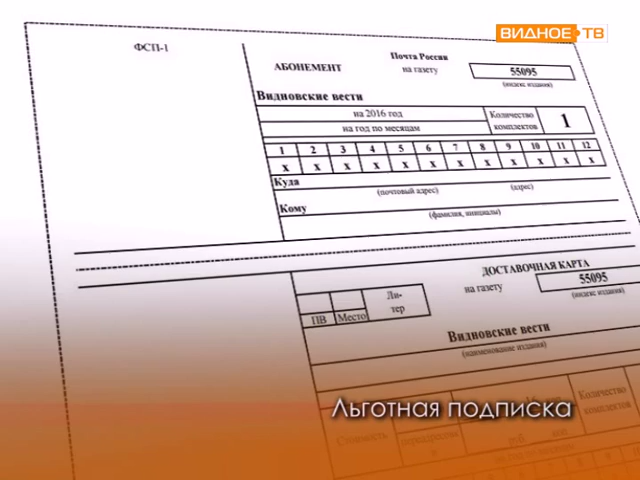 ВИДНОЕ ТВ
ФСП-1
Почта России
АБОНЕМЕНТ на газету 55095
(индекс издания)
Видновские вести
на 2016 год
Количество комплектов 1
на год по месяцам
1 2 3 4 5 6 7 8 9 10 11 12
х х х х х х х х х х х х
Куда
(почтовый адрес) (адрес)
Кому
(фамилия, инициалы)
ДОСТАВОЧНАЯ КАРТА
на газету 55095
(индекс издания)
ПВ Место Ли-
тер
Видновские вести
(наименование издания)
Количество
комплектов
Льготная подписка
Стоимость
руб.